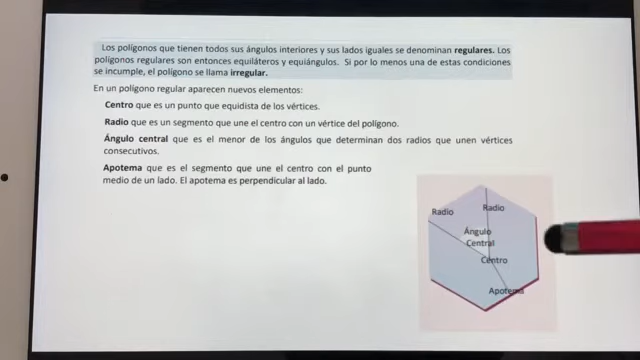 Los polígonos que tienen todos sus ángulos interiores y sus lados iguales se denominan regulares. Los
polígonos regulares son entonces equiláteros y equiángulos. Si por lo menos una de estas condiciones
se incumple, el polígono se llama irregular.
En un polígono regular aparecen nuevos elementos:
Centro que es un punto que equidista de los vértices.
Radio que es un segmento que une el centro con un vértice del polígono.
Ángulo central que es el menor de los ángulos que determinan dos radios que unen vértices
consecutivos.
Apotema que es el segmento que une el centro con el punto
medio de un lado. El apotema es perpendicular al lado.
Radio
Radio
Ángulo
Central
Centro
Apotema